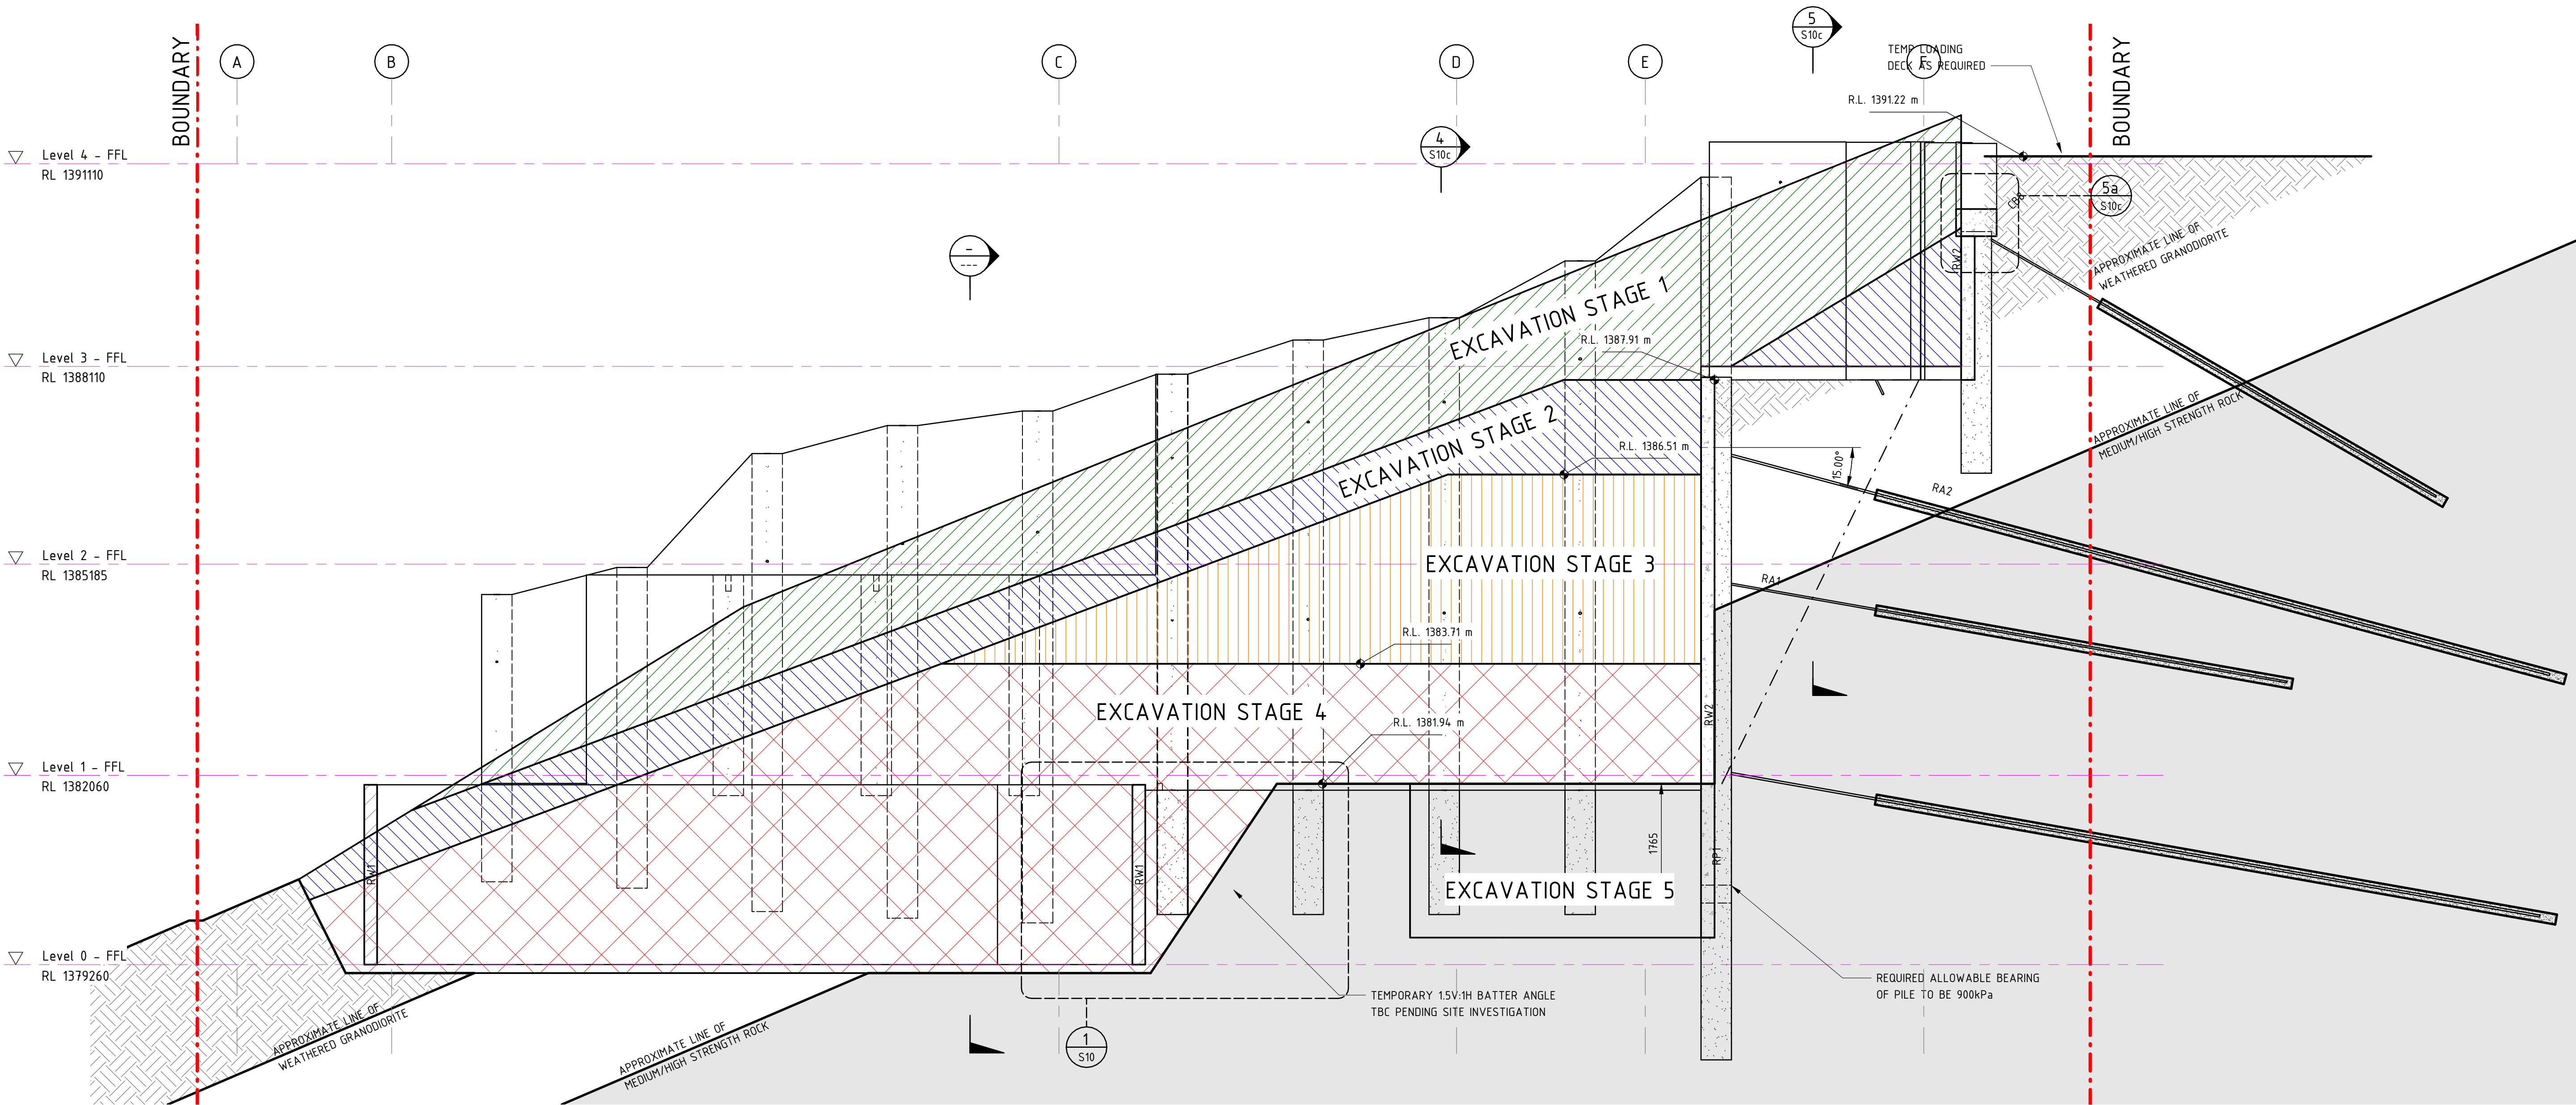 5
S10c
BOUNDARY
A
B
C
D
E
F
TEMP LOADING
DECK AS REQUIRED
BOUNDARY
R.L. 1391.22 m
4
S10c
Level 4 - FFL
RL 1391110
5a
S10c
CB8
-
---
APPROXIMATE LINE OF
WEATHERED GRANODIORITE
RW2
EXCAVATION STAGE 1
R.L. 1387.91 m
Level 3 - FFL
RL 1388110
EXCAVATION STAGE 2
APPROXIMATE LINE OF
MEDIUM/HIGH STRENGTH ROCK
R.L. 1386.51 m
15.00°
RA2
Level 2 - FFL
RL 1385185
EXCAVATION STAGE 3
RA1
R.L. 1383.71 m
EXCAVATION STAGE 4
R.L. 1381.94 m
RW2
Level 1 - FFL
RL 1382060
1765
RP1
RW1
RW1
EXCAVATION STAGE 5
Level 0 - FFL
RL 1379260
REQUIRED ALLOWABLE BEARING
OF PILE TO BE 900kPa
TEMPORARY 1.5V:1H BATTER ANGLE
TBC PENDING SITE INVESTIGATION
APPROXIMATE LINE OF
WEATHERED GRANODIORITE
APPROXIMATE LINE OF
MEDIUM/HIGH STRENGTH ROCK
1
S10